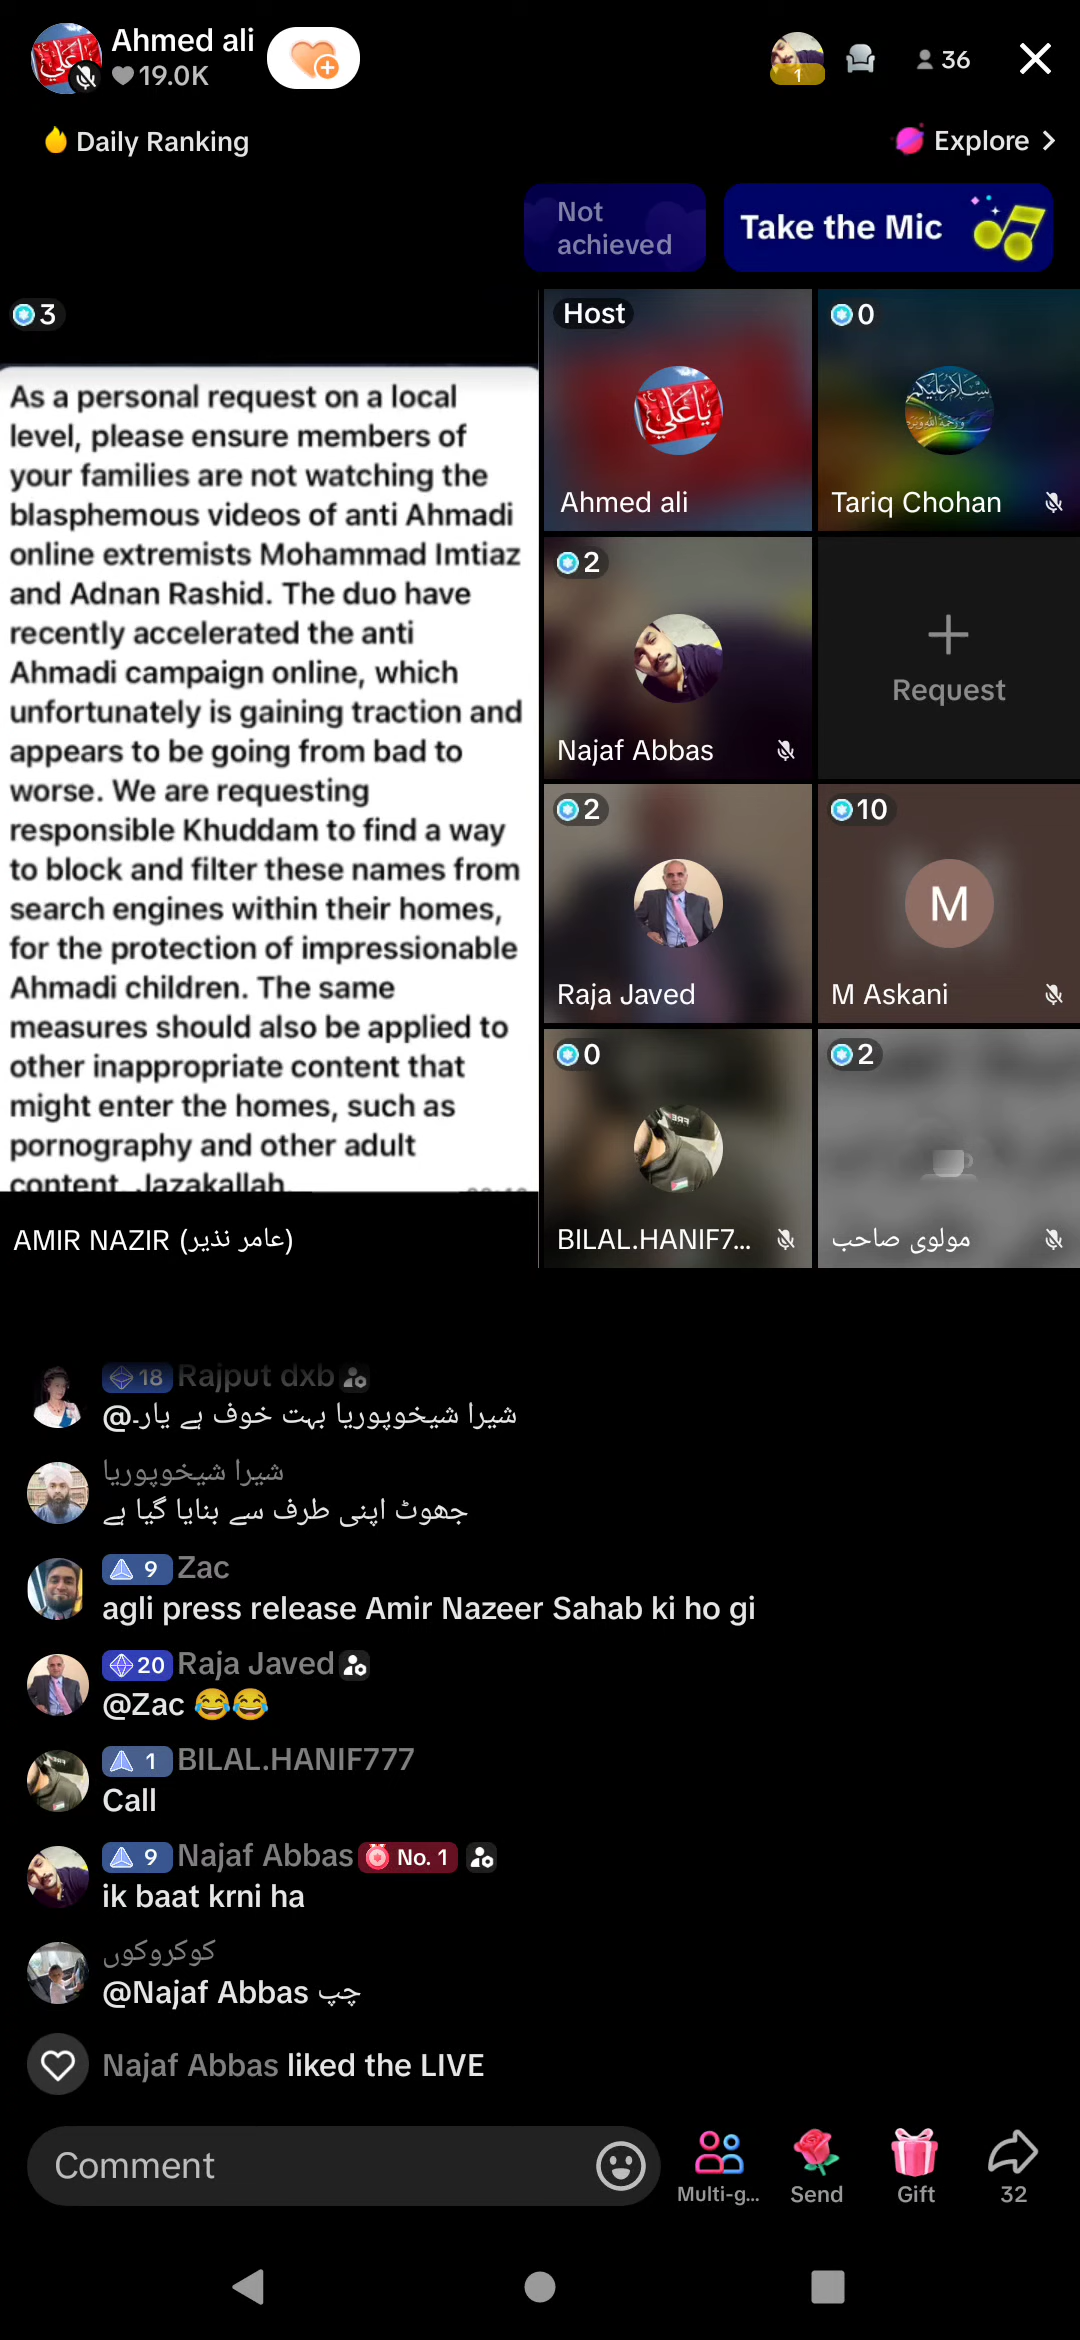 Ahmed ali
19.0K
1
36
Daily Ranking
Explore
Not
achieved
Take the Mic
3
As a personal request on a local
level, please ensure members of
your families are not watching the
blasphemous videos of anti Ahmadi
online extremists Mohammad Imtiaz
and Adnan Rashid. The duo have
recently accelerated the anti
Ahmadi campaign online, which
unfortunately is gaining traction and
appears to be going from bad to
worse. We are requesting
responsible Khuddam to find a way
to block and filter these names from
search engines within their homes,
for the protection of impressionable
Ahmadi children. The same
measures should also be applied to
other inappropriate content that
might enter the homes, such as
pornography and other adult
content. Jazakallah.
AMIR NAZIR (عامر نذیر)
Host
یا علي
Ahmed ali
0
Tariq Chohan
2
Najaf Abbas
Request
2
Raja Javed
10
M
M Askani
0
BILAL.HANIF7...
2
مولوی صاحب
18 Rajput dxb
@شیرا شیخوپوریا بہت خوف ہے یار۔
شیرا شیخوپوریا
جھوٹ اپنی طرف سے بنایا گیا ہے
9 Zac
agli press release Amir Nazeer Sahab ki ho gi
20 Raja Javed
@Zac 😂😂
1 BILAL.HANIF777
Call
9 Najaf Abbas No. 1
ik baat krni ha
کوکروکوں
@Najaf Abbas چپ
Najaf Abbas liked the LIVE
Comment
Multi-g...
Send
Gift
32